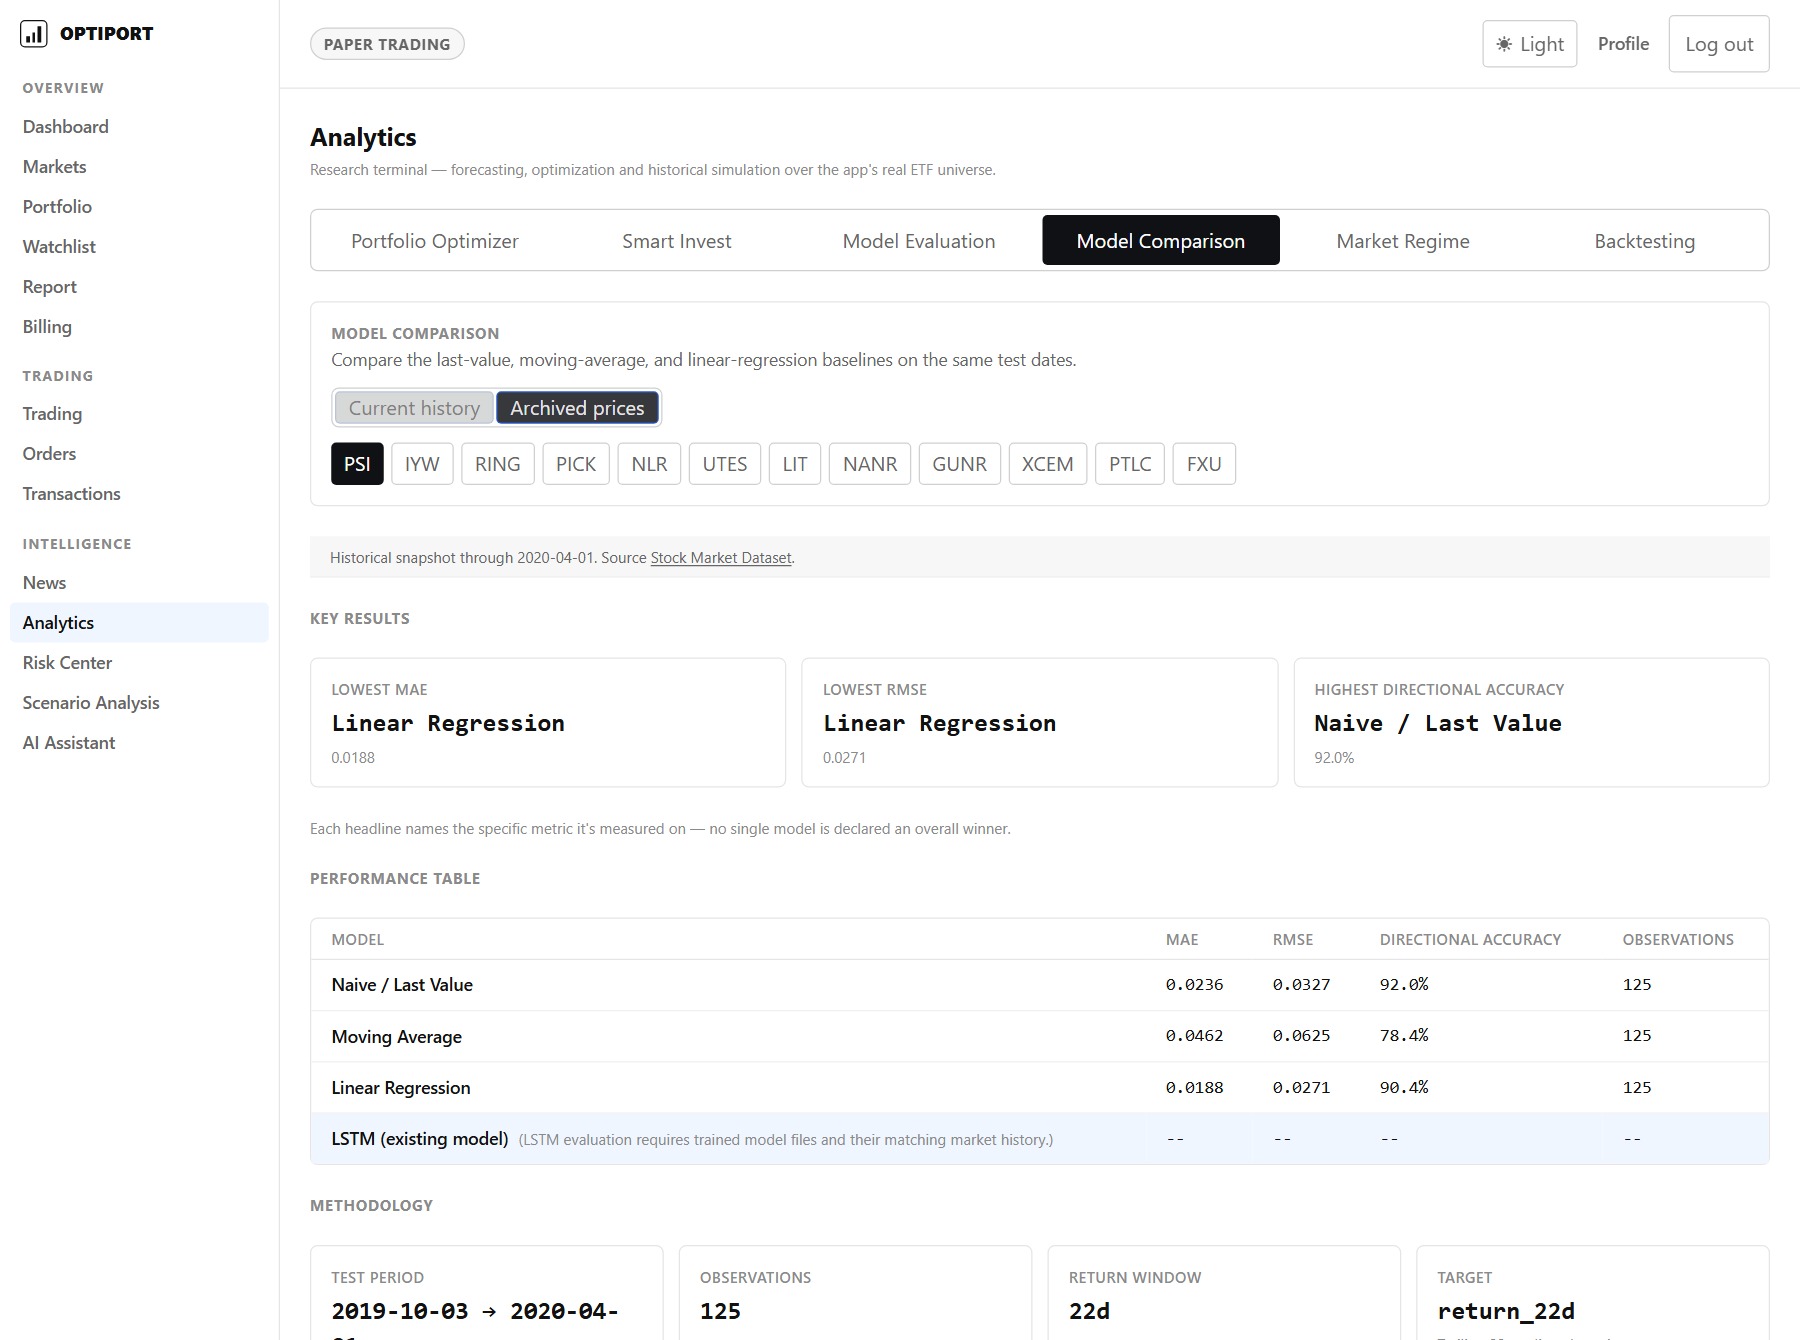 OPTIPORT
OVERVIEW
Dashboard
Markets
Portfolio
Watchlist
Report
Billing
TRADING
Trading
Orders
Transactions
INTELLIGENCE
News
Analytics
Risk Center
Scenario Analysis
AI Assistant
PAPER TRADING
Light
Profile
Log out
Analytics
Research terminal — forecasting, optimization and historical simulation over the app's real ETF universe.
Portfolio Optimizer Smart Invest Model Evaluation Model Comparison Market Regime Backtesting
MODEL COMPARISON
Compare the last-value, moving-average, and linear-regression baselines on the same test dates.
Current history Archived prices
PSI IYW RING PICK NLR UTES LIT NANR GUNR XCEM PTLC FXU
Historical snapshot through 2020-04-01. Source Stock Market Dataset.
KEY RESULTS
LOWEST MAE
Linear Regression
0.0188
LOWEST RMSE
Linear Regression
0.0271
HIGHEST DIRECTIONAL ACCURACY
Naive / Last Value
92.0%
Each headline names the specific metric it's measured on — no single model is declared an overall winner.
PERFORMANCE TABLE
MODEL MAE RMSE DIRECTIONAL ACCURACY OBSERVATIONS
Naive / Last Value 0.0236 0.0327 92.0% 125
Moving Average 0.0462 0.0625 78.4% 125
Linear Regression 0.0188 0.0271 90.4% 125
LSTM (existing model) (LSTM evaluation requires trained model files and their matching market history.) -- -- -- --
METHODOLOGY
TEST PERIOD
2019-10-03 → 2020-04-
OBSERVATIONS
125
RETURN WINDOW
22d
TARGET
return_22d